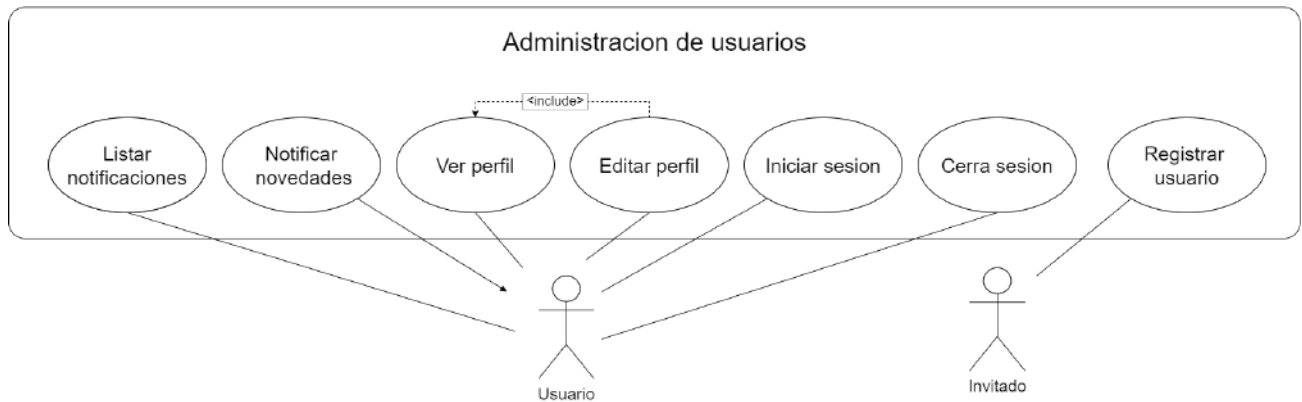 Administracion de usuarios
<include>
Listar
notificaciones
Notificar
novedades
Ver perfil
Editar perfil
Iniciar sesion
Cerra sesion
Registrar
usuario
Usuario
Invitado